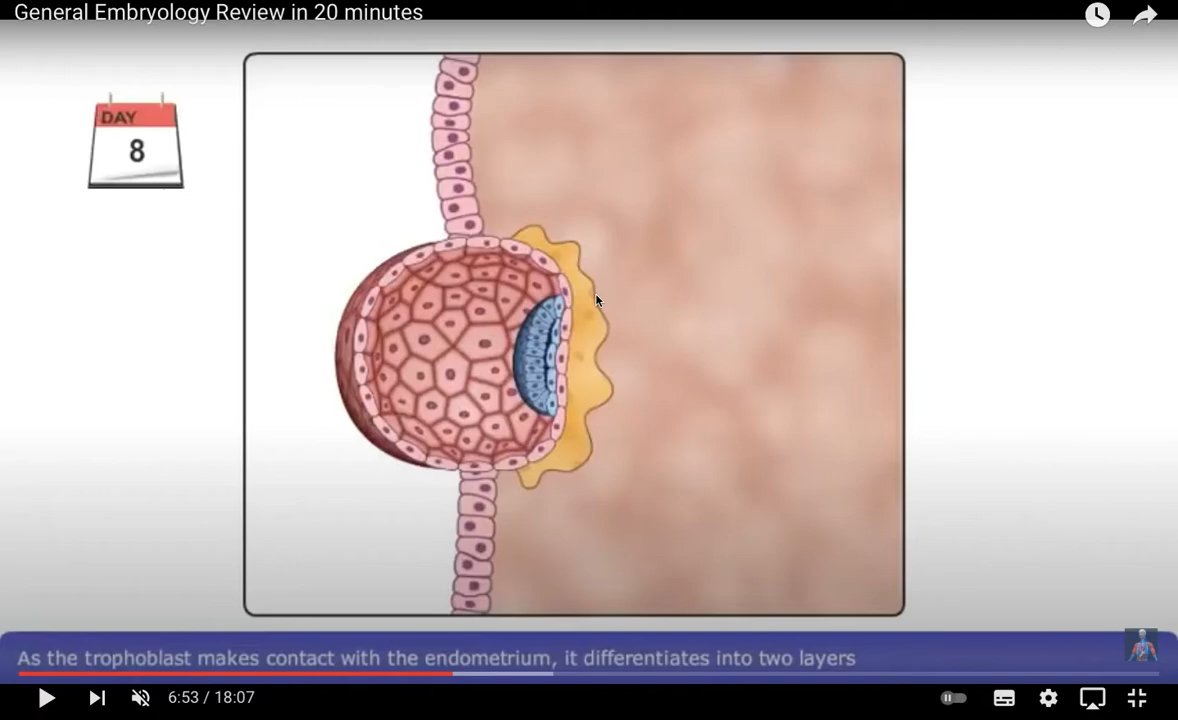 General Embryology Review in 20 minutes
DAY
8
As the trophoblast makes contact with the endometrium, it differentiates into two layers
6:53 / 18:07